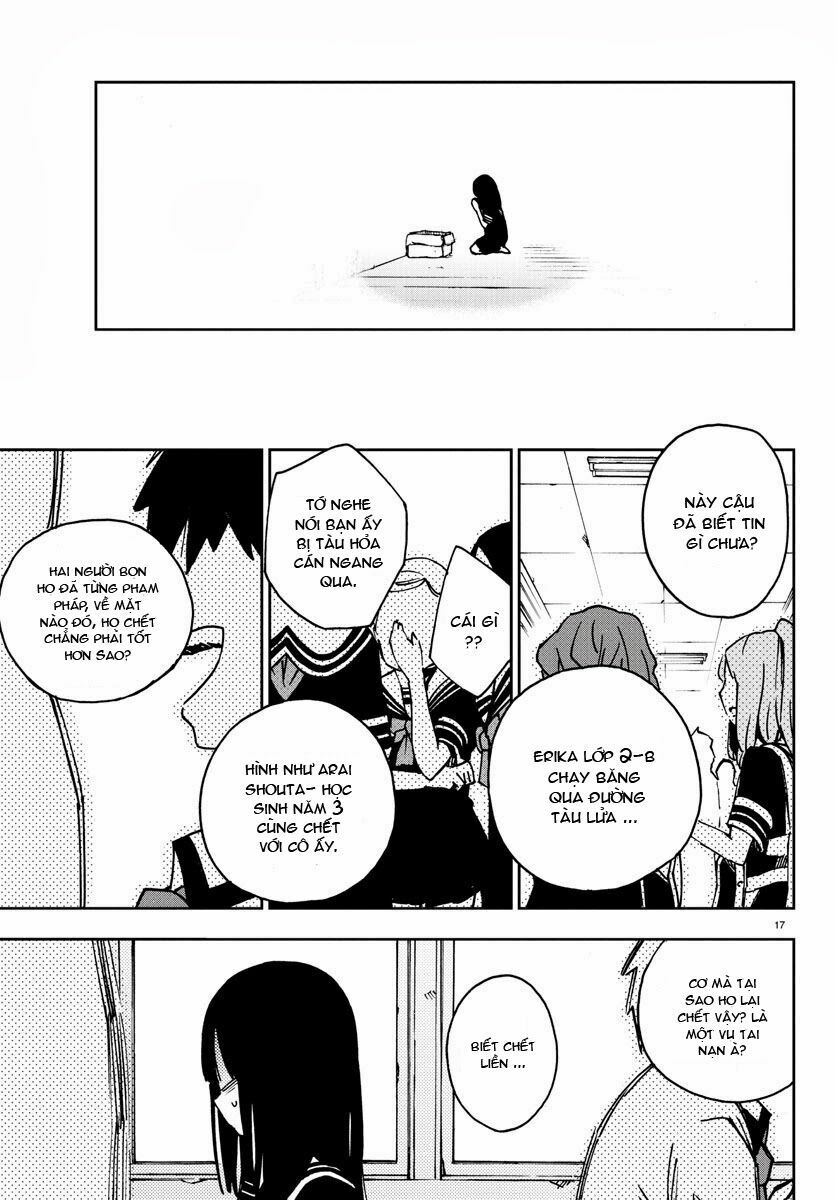 NÀY CẬU
ĐÃ BIẾT TIN
GÌ CHƯA?
ERIKA LỚP 2-B
CHẠY BĂNG
QUA ĐƯỜNG
TÀU LỬA ...
TỚ NGHE
NÓI BẠN ẤY
BỊ TÀU HỎA
CÁN NGANG
QUA.
CÁI GÌ
??
HÌNH NHƯ ARAI
SHOUTA- HỌC
SINH NĂM 3
CÙNG CHẾT
VỚI CÔ ẤY.
HAI NGƯỜI BỌN
HỌ ĐÃ TỪNG PHẠM
PHÁP, VỀ MẶT
NÀO ĐÓ, HỌ CHẾT
CHẲNG PHẢI TỐT
HƠN SAO?
17
CƠ MÀ TẠI
SAO HỌ LẠI
CHẾT VẬY? LÀ
MỘT VỤ TAI
NẠN À?
BIẾT CHẾT
LIỀN ...